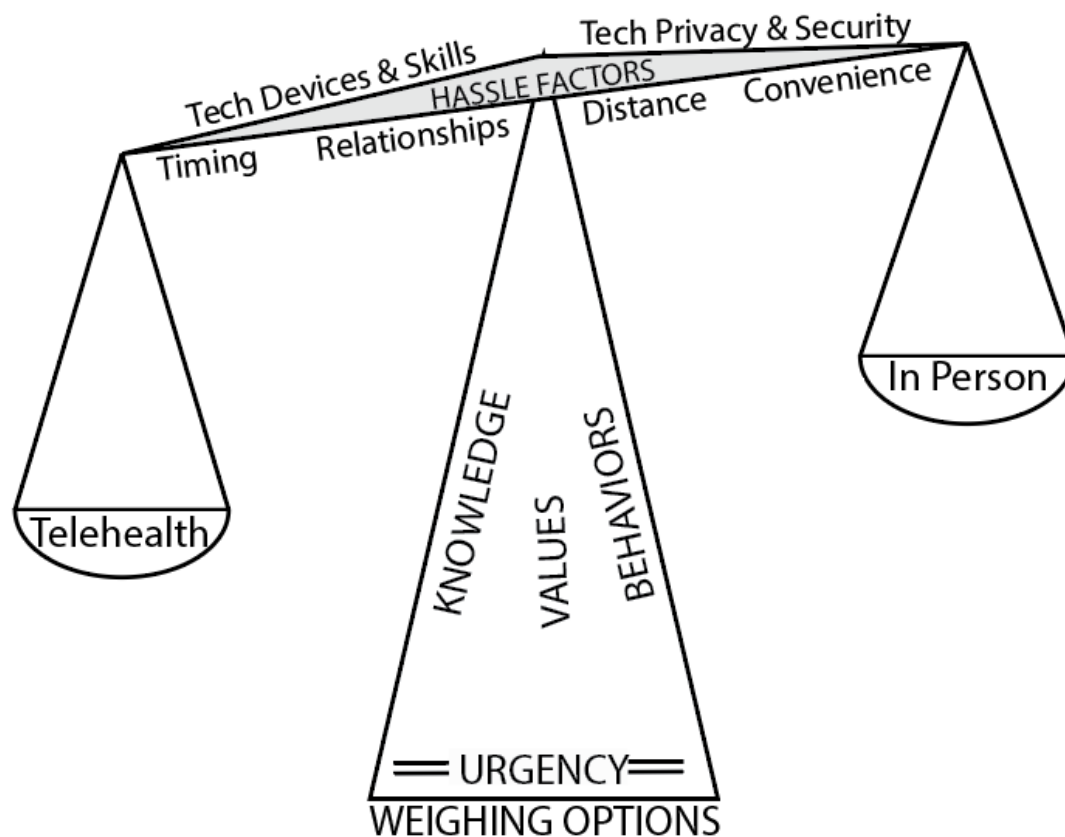 Tech Privacy & Security
Tech Devices & Skills
HASSLE FACTORS
Timing
Relationships
Distance
Convenience
In Person
Telehealth
KNOWLEDGE
VALUES
BEHAVIORS
URGENCY
WEIGHING OPTIONS